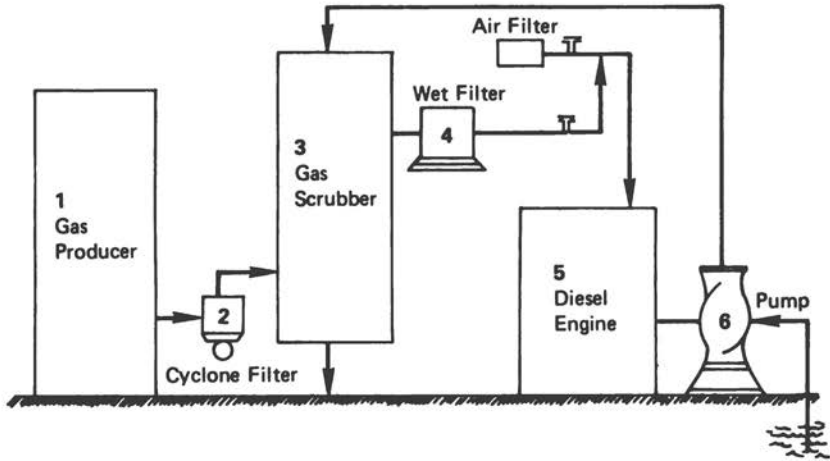 Air Filter
Wet Filter
4
3
Gas
Scrubber
1
Gas
Producer
5
Diesel
Engine
Pump
6
2
Cyclone Filter